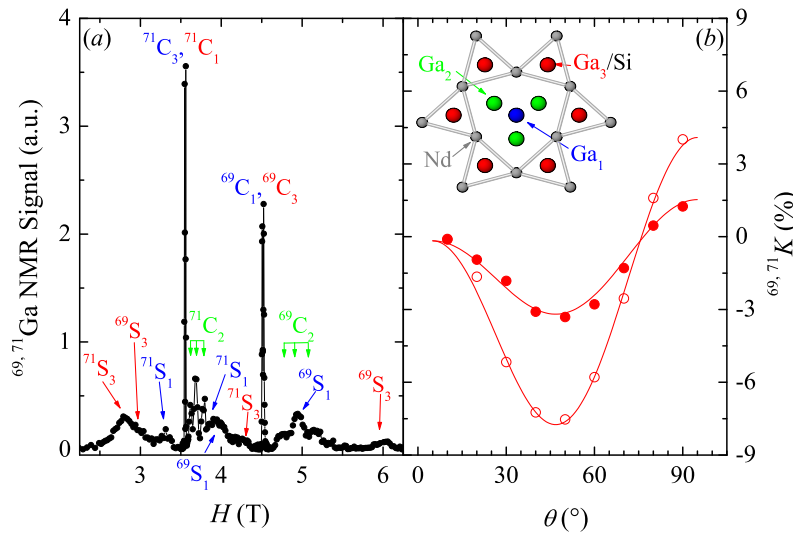 (a)
⁷¹C₃, ⁷¹C₁
⁶⁹C₁, ⁶⁹C₃
⁷¹C₂
⁶⁹C₂
⁶⁹S₃
⁷¹S₃
⁷¹S₁
⁷¹S₁
⁷¹S₃
⁶⁹S₁
⁶⁹S₁
⁶⁹S₃
⁶⁹,⁷¹Ga NMR Signal (a.u.)
4
3
2
1
0
3 4 5 6
H (T)
(b)
Ga₂
Ga₃/Si
Nd
Ga₁
9
6
3
0
-3
-6
-9
⁶⁹,⁷¹K (%)
0 30 60 90
θ (°)